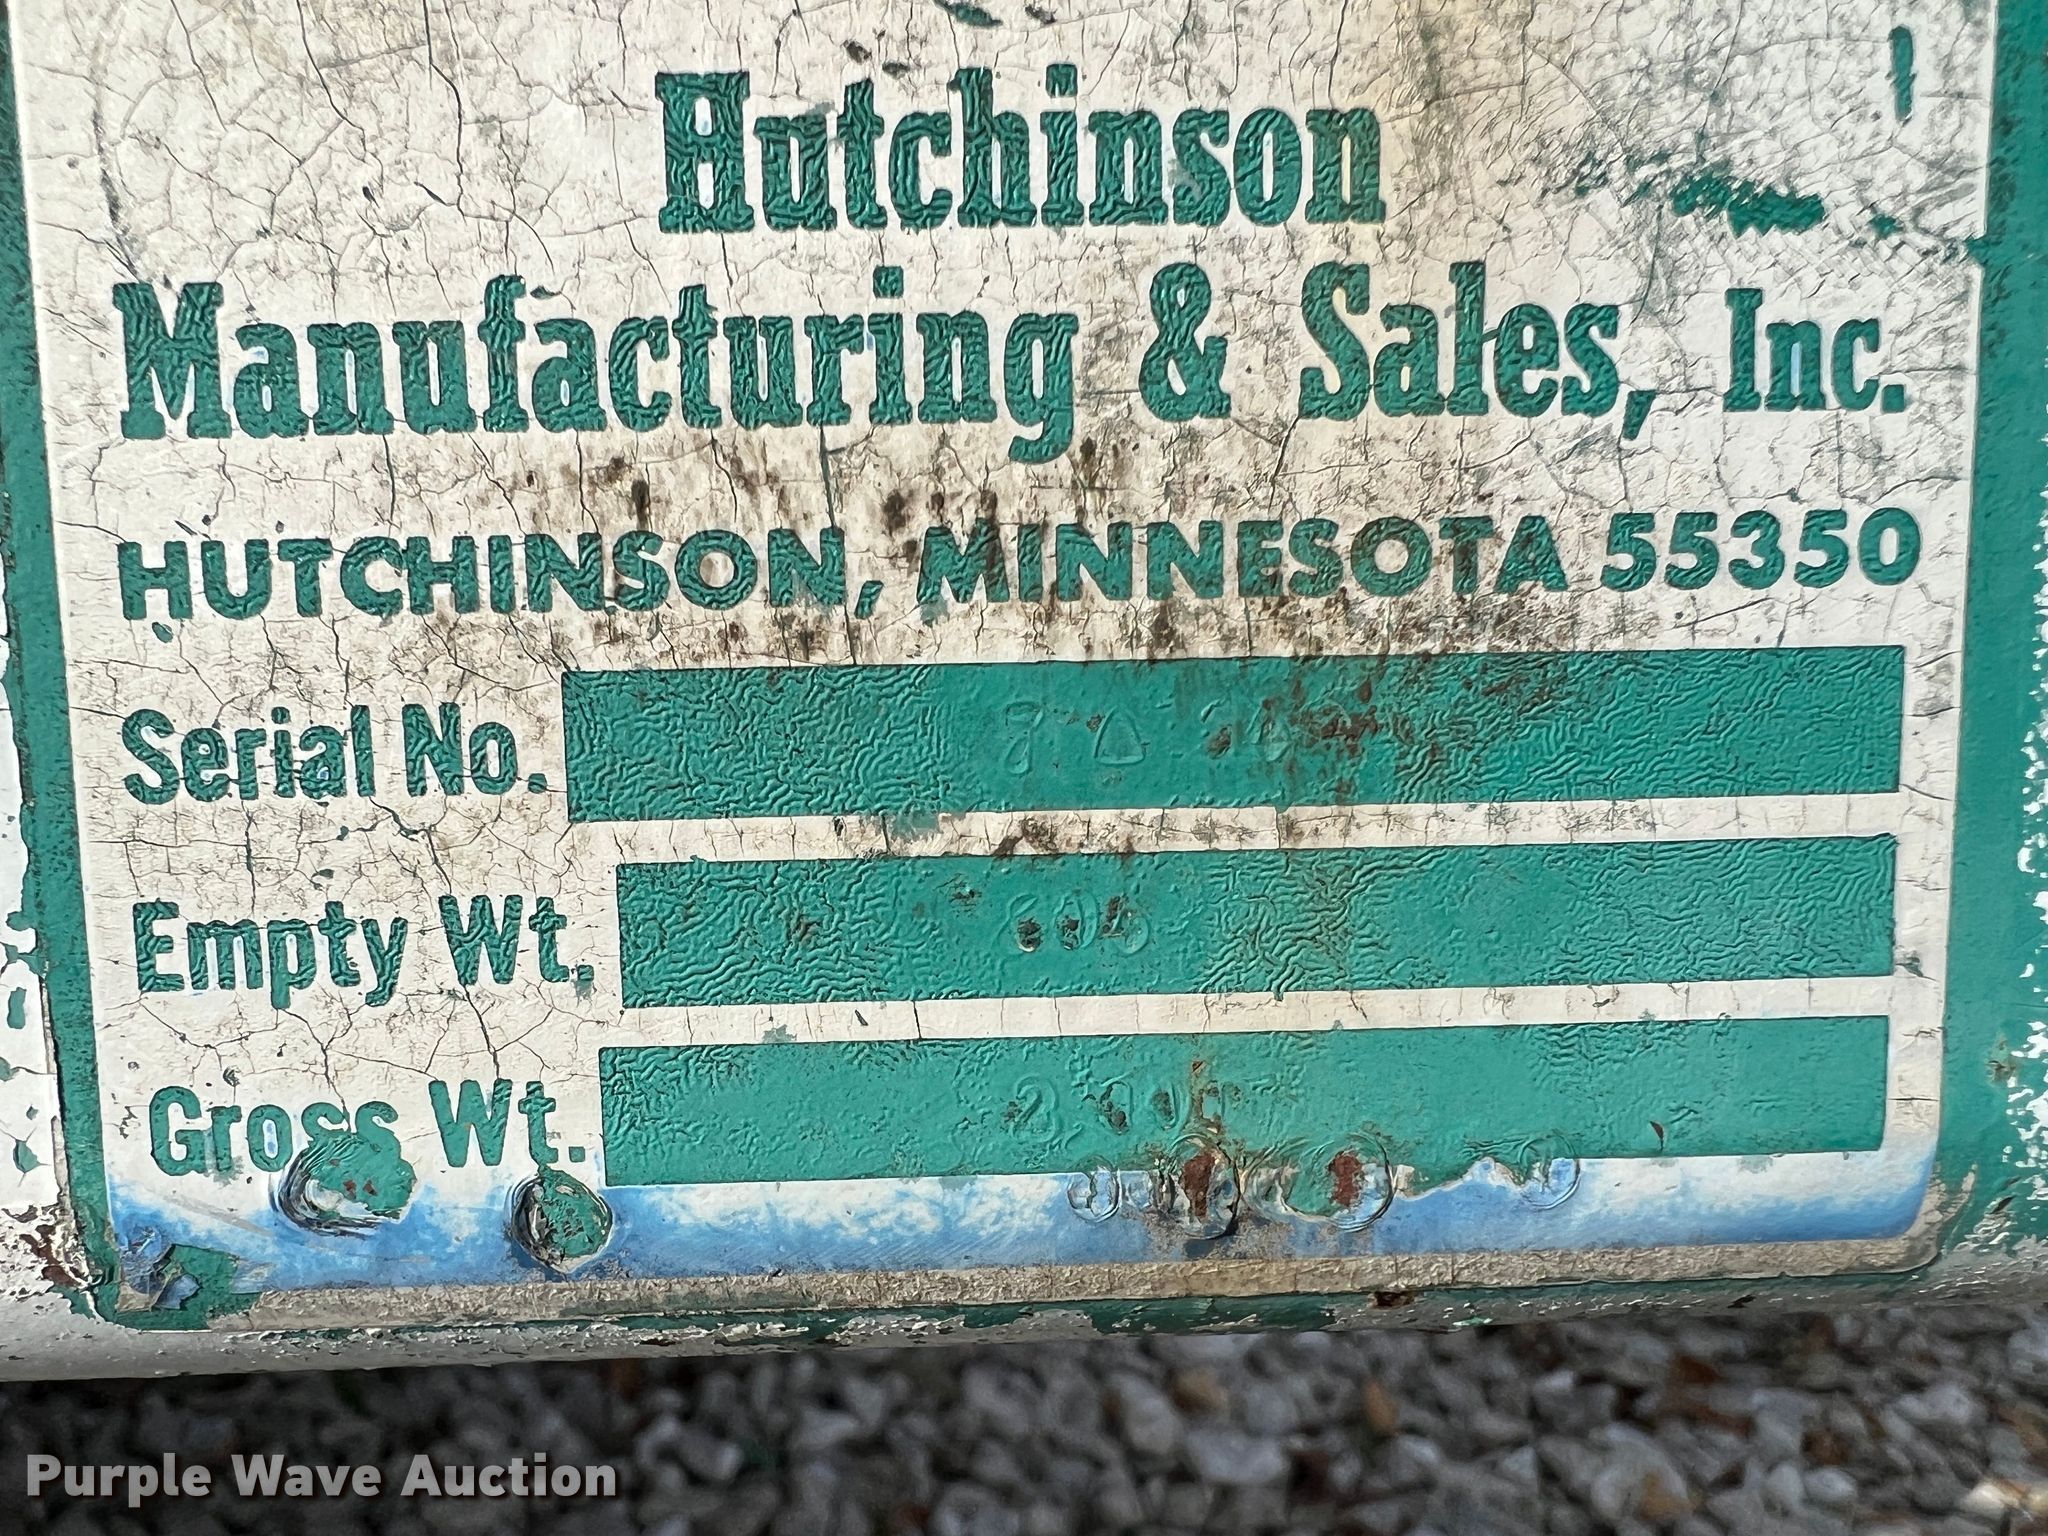 Hutchinson
Manufacturing & Sales, Inc.
HUTCHINSON, MINNESOTA 55350
Serial No.
Empty Wt.
Gross Wt.
Purple Wave Auction